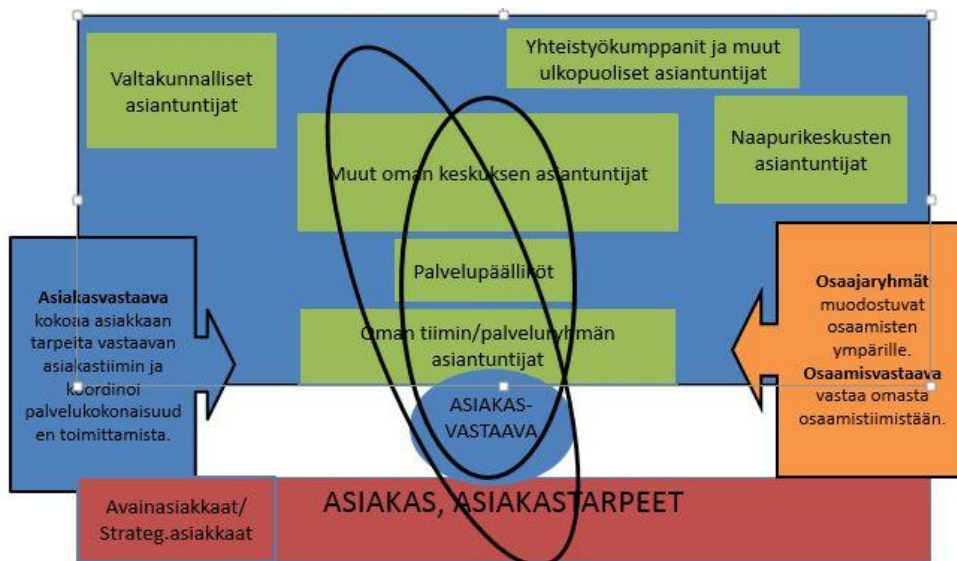 Valtakunnalliset
asiantuntijat
Yhteistyökumppanit ja muut
ulkopuoliset asiantuntijat
Naapurikeskusten
asiantuntijat
Muut oman keskuksen asiantuntijat
Palvelupäälliköt
Oman tiimin/palveluryhmän
asiantuntijat
Asiakasvastaava
kokoaa asiakkaan
tarpeita vastaavan
asiakastiimin ja
koordinoi
palvelukokonaisuud
en toimittamista.
Osaajaryhmät
muodostuvat
osaamisten
ympärille.
Osaamisvastaava
vastaa omasta
osaamistiimistään.
ASIAKAS-
VASTAAVA
Avainasiakkaat/
Strateg.asiakkaat
ASIAKAS, ASIAKASTARPEET